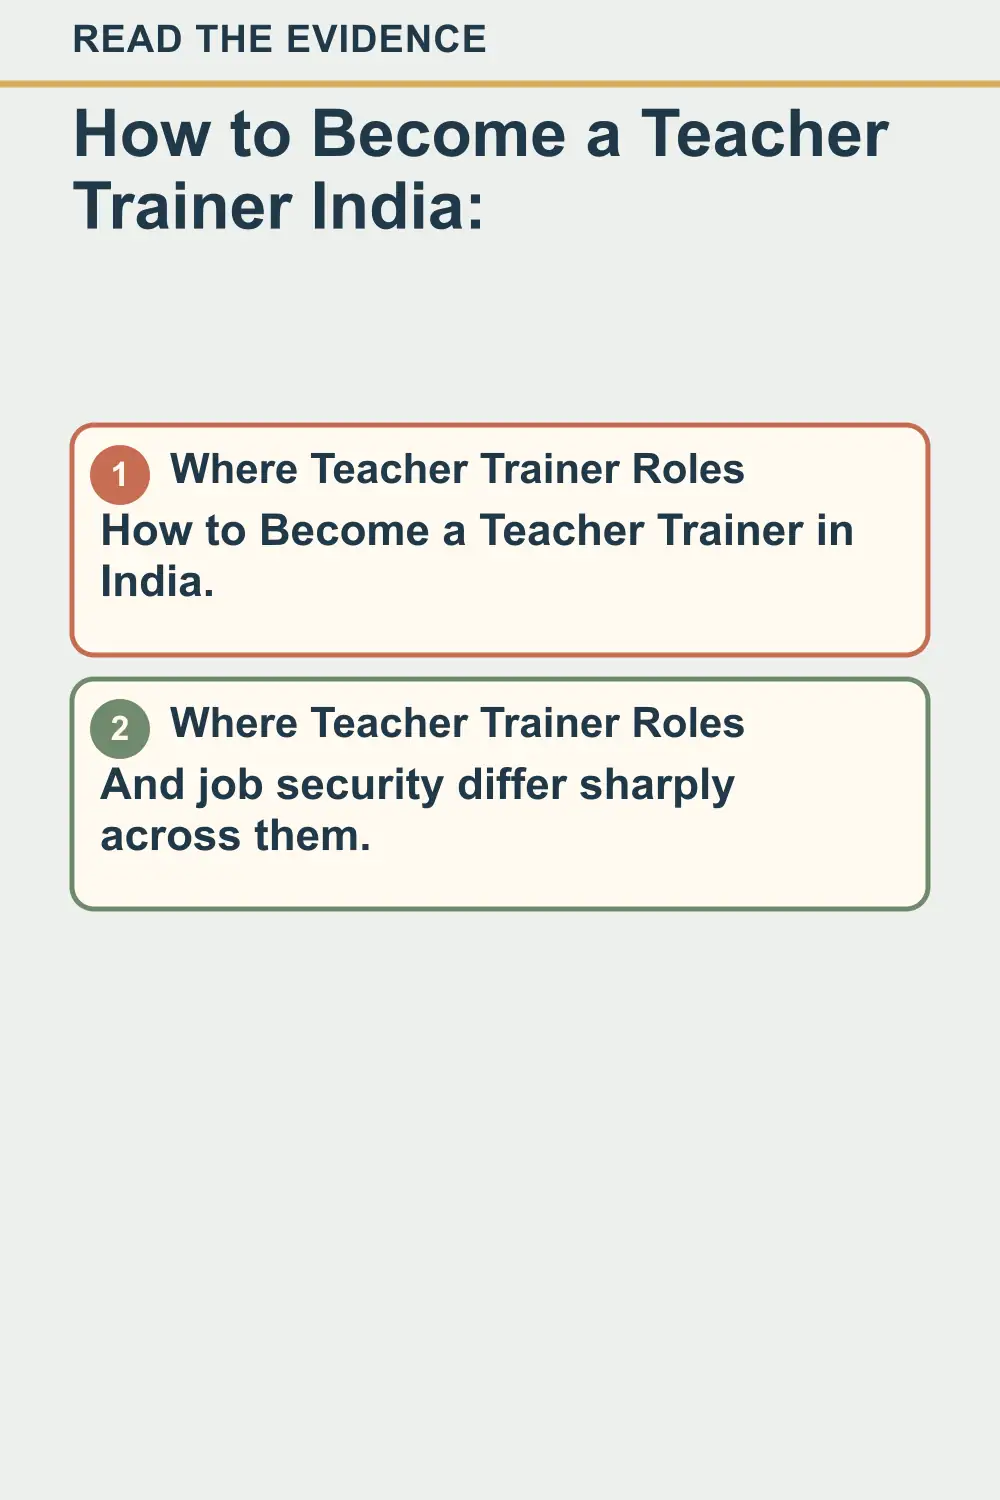 READ THE EVIDENCE
How to Become a Teacher
Trainer India:
1 Where Teacher Trainer Roles
How to Become a Teacher Trainer in
India.
2 Where Teacher Trainer Roles
And job security differ sharply
across them.